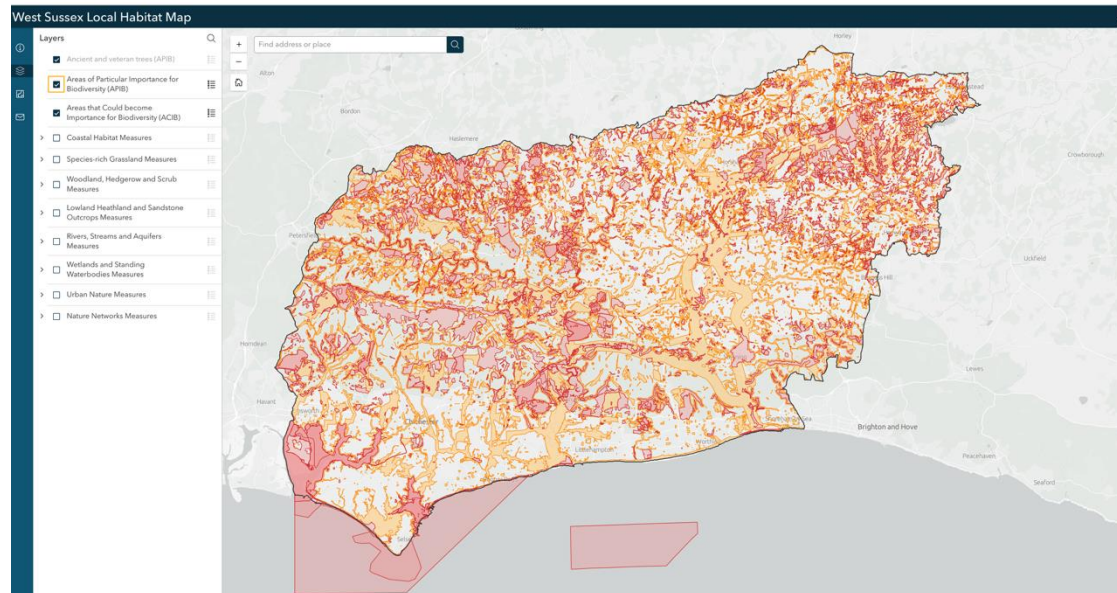 West Sussex Local Habitat Map
Layers
Ancient and veteran trees (APIB)
Areas of Particular Importance for
Biodiversity (APIB)
Areas that Could become
Importance for Biodiversity (ACIB)
Coastal Habitat Measures
Species-rich Grassland Measures
Woodland, Hedgerow and Scrub
Measures
Lowland Heathland and Sandstone
Outcrops Measures
Rivers, Streams and Aquifers
Measures
Wetlands and Standing
Waterbodies Measures
Urban Nature Measures
Nature Networks Measures
+
Find address or place
−
Horley
Alton
Bordon
Haslemere
Crowborough
Petersfield
Uckfield
Horndean
Lewes
Havant
Chichester
Brighton and Hove
Littlehampton
Worth
Peacehaven
Seaford
Selsey